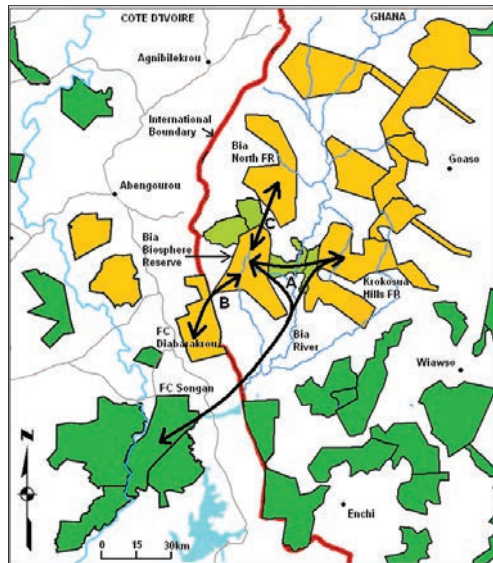 COTE D'IVOIRE
GHANA
Agnibilekrou
International
Boundary
Bia
North FR
Goaso
Abengourou
C
Bia
Biosphere
Reserve
A
Krokosua
Hills FR
B
FC
Diabarakrou
Bia
River
Wiawso
FC Songan
N
Enchi
0 15 30km